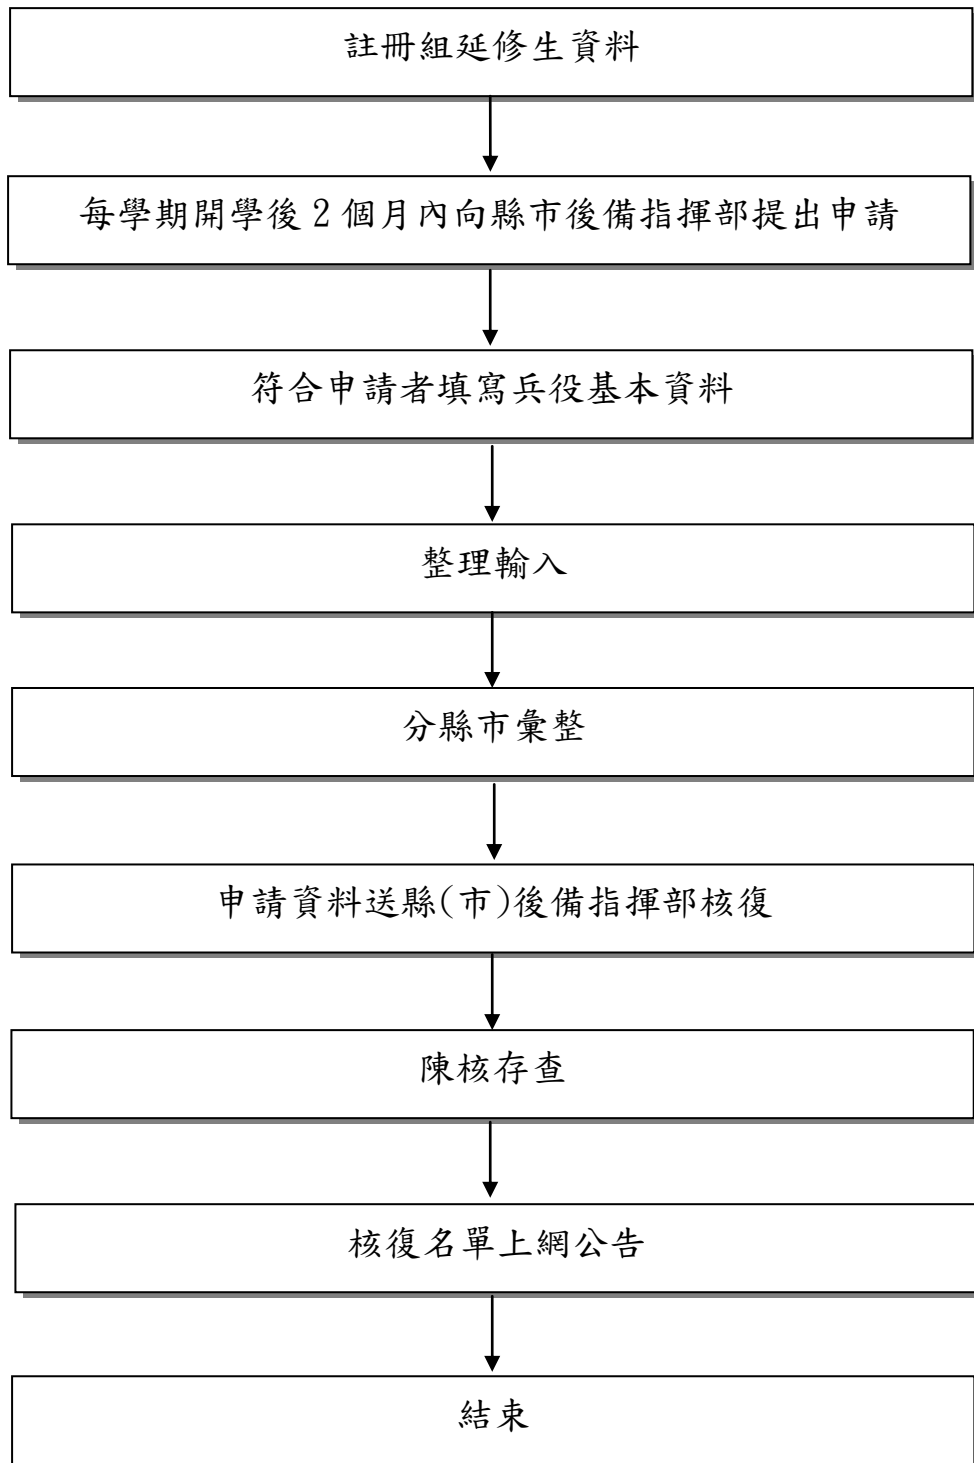 註冊組延修生資料
每學期開學後 2 個月內向縣市後備指揮部提出申請
符合申請者填寫兵役基本資料
整理輸入
分縣市彙整
申請資料送縣(市)後備指揮部核復
陳核存查
核復名單上網公告
結束